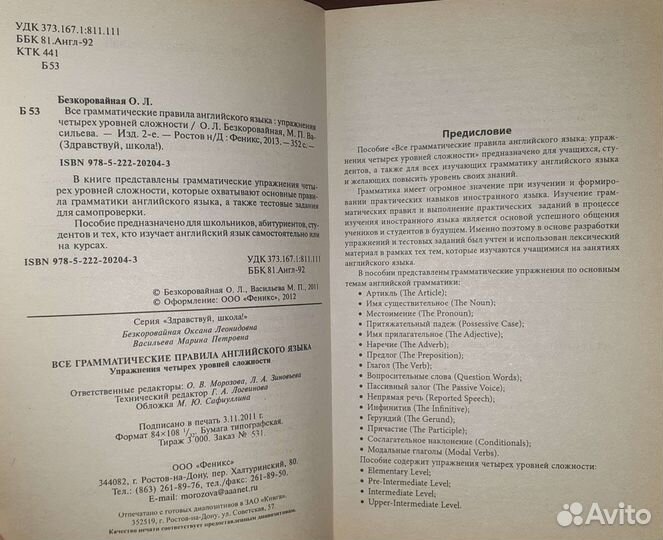 УДК 373.167.1:811.111
ББК 81.Англ-92
КТК 441
Б53
Безкоровайная О. Л.
Б 53 Все грамматические правила английского языка : упражнения
четырех уровней сложности / О. Л. Безкоровайная, М. П. Ва-
сильева. — Изд. 2-е. — Ростов н/Д : Феникс, 2013. — 352 с. —
(Здравствуй, школа!).
ISBN 978-5-222-20204-3
В книге представлены грамматические упражнения четы-
рех уровней сложности, которые охватывают основные пра-
вила грамматики английского языка, а также тестовые задания
для самопроверки.
Пособие предназначено для школьников, абитуриентов, сту-
дентов и тех, кто изучает английский язык самостоятельно или
на курсах.
ISBN 978-5-222-20204-3 УДК 373.167.1:811.111
ББК 81.Англ-92
© Безкоровайная О. Л., Васильева М. П., 2011
© Оформление: ООО «Феникс», 2012
Серия «Здравствуй, школа!»
Безкоровайная Оксана Леонидовна
Васильева Марина Петровна
ВСЕ ГРАММАТИЧЕСКИЕ ПРАВИЛА АНГЛИЙСКОГО ЯЗЫКА
Упражнения четырех уровней сложности
Ответственные редакторы: О. В. Морозова, Л. А. Зиновьева
Технический редактор Г. А. Логвинова
Обложка М. Ю. Сафиуллина
Подписано в печать 3.11.2011 г.
Формат 84×108 1/32. Бумага типографская.
Тираж 3 000. Заказ № 531.
ООО «Феникс»
344082, г. Ростов-на-Дону, пер. Халтуринский, 80.
Тел. (863) 261-89-76, тел./факс 261-89-50.
E-mail: morozova@aaanet.ru
Отпечатано с готовых диапозитивов в ЗАО «Книга».
352519, г. Ростов-на-Дону, ул. Советская, 57
Качество печати соответствует предоставленным диапозитивам.
Предисловие
Пособие «Все грамматические правила английского языка: упраж-
нения четырех уровней сложности» предназначено для учащихся, сту-
дентов, а также для всех изучающих грамматику английского языка
и желающих повысить уровень своих знаний.
Грамматика имеет огромное значение при изучении и формиро-
вании практических навыков иностранного языка. Изучение грам-
матических правил и выполнение практических заданий в процессе
изучения иностранного языка является основой успешного общения
учеников и студентов в будущем. Именно поэтому в основе разработки
упражнений и тестовых заданий был учтен и использован лексический
материал в рамках тех тем, которые изучаются учащимися на занятиях
английского языка.
В пособии представлены грамматические упражнения по основным
темам английской грамматики:
• Артикль (The Article);
• Имя существительное (The Noun);
• Местоимение (The Pronoun);
• Притяжательный падеж (Possessive Case);
• Имя прилагательное (The Adjective);
• Наречие (The Adverb);
• Предлог (The Preposition);
• Глагол (The Verb);
• Вопросительные слова (Question Words);
• Пассивный залог (The Passive Voice);
• Непрямая речь (Reported Speech);
• Инфинитив (The Infinitive);
• Герундий (The Gerund);
• Причастие (The Participle);
• Сослагательное наклонение (Conditionals);
• Модальные глаголы (Modal Verbs).
Пособие содержит упражнения четырех уровней сложности:
• Elementary Level;
• Pre-Intermediate Level;
• Intermediate Level;
• Upper-Intermediate Level.
Avito